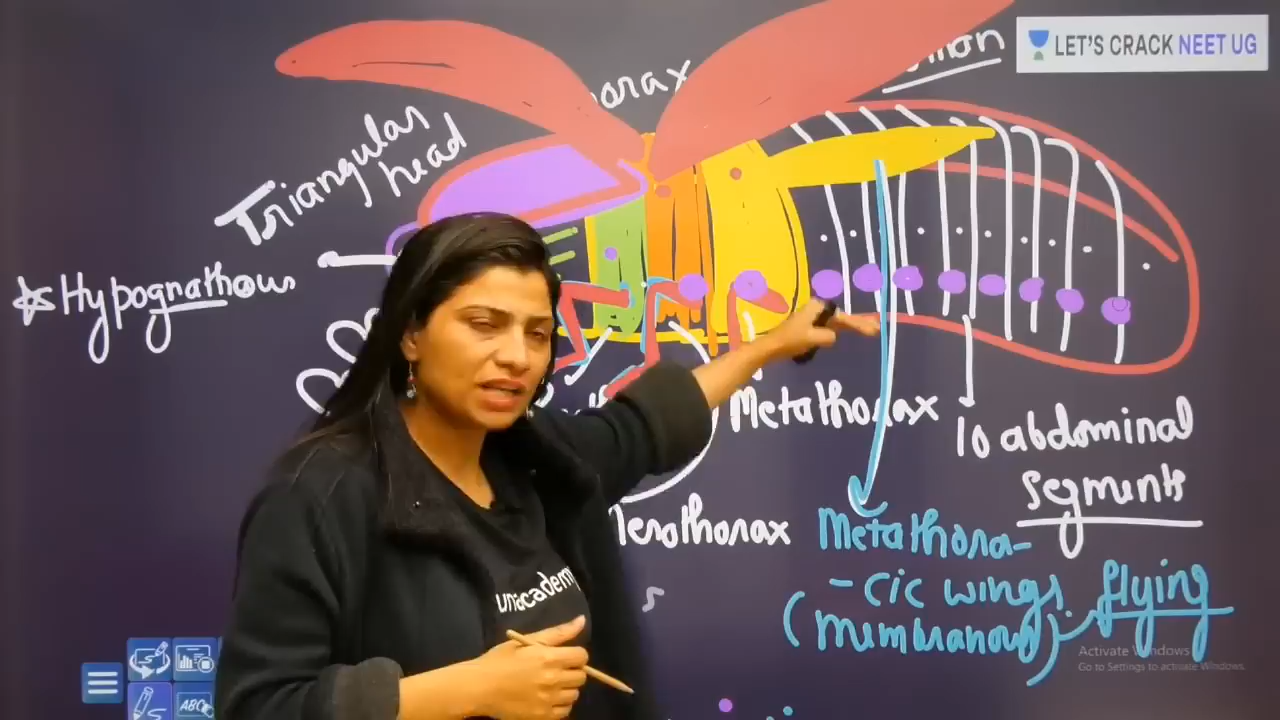 LET'S CRACK NEET UG
Triangular
head
Hypognathous
Metathorax
10 abdominal
segments
Metathora-
-cic wings
(membranous)
flying
unacademy
Activate Windows
Go to Settings to activate Windows.
ABC